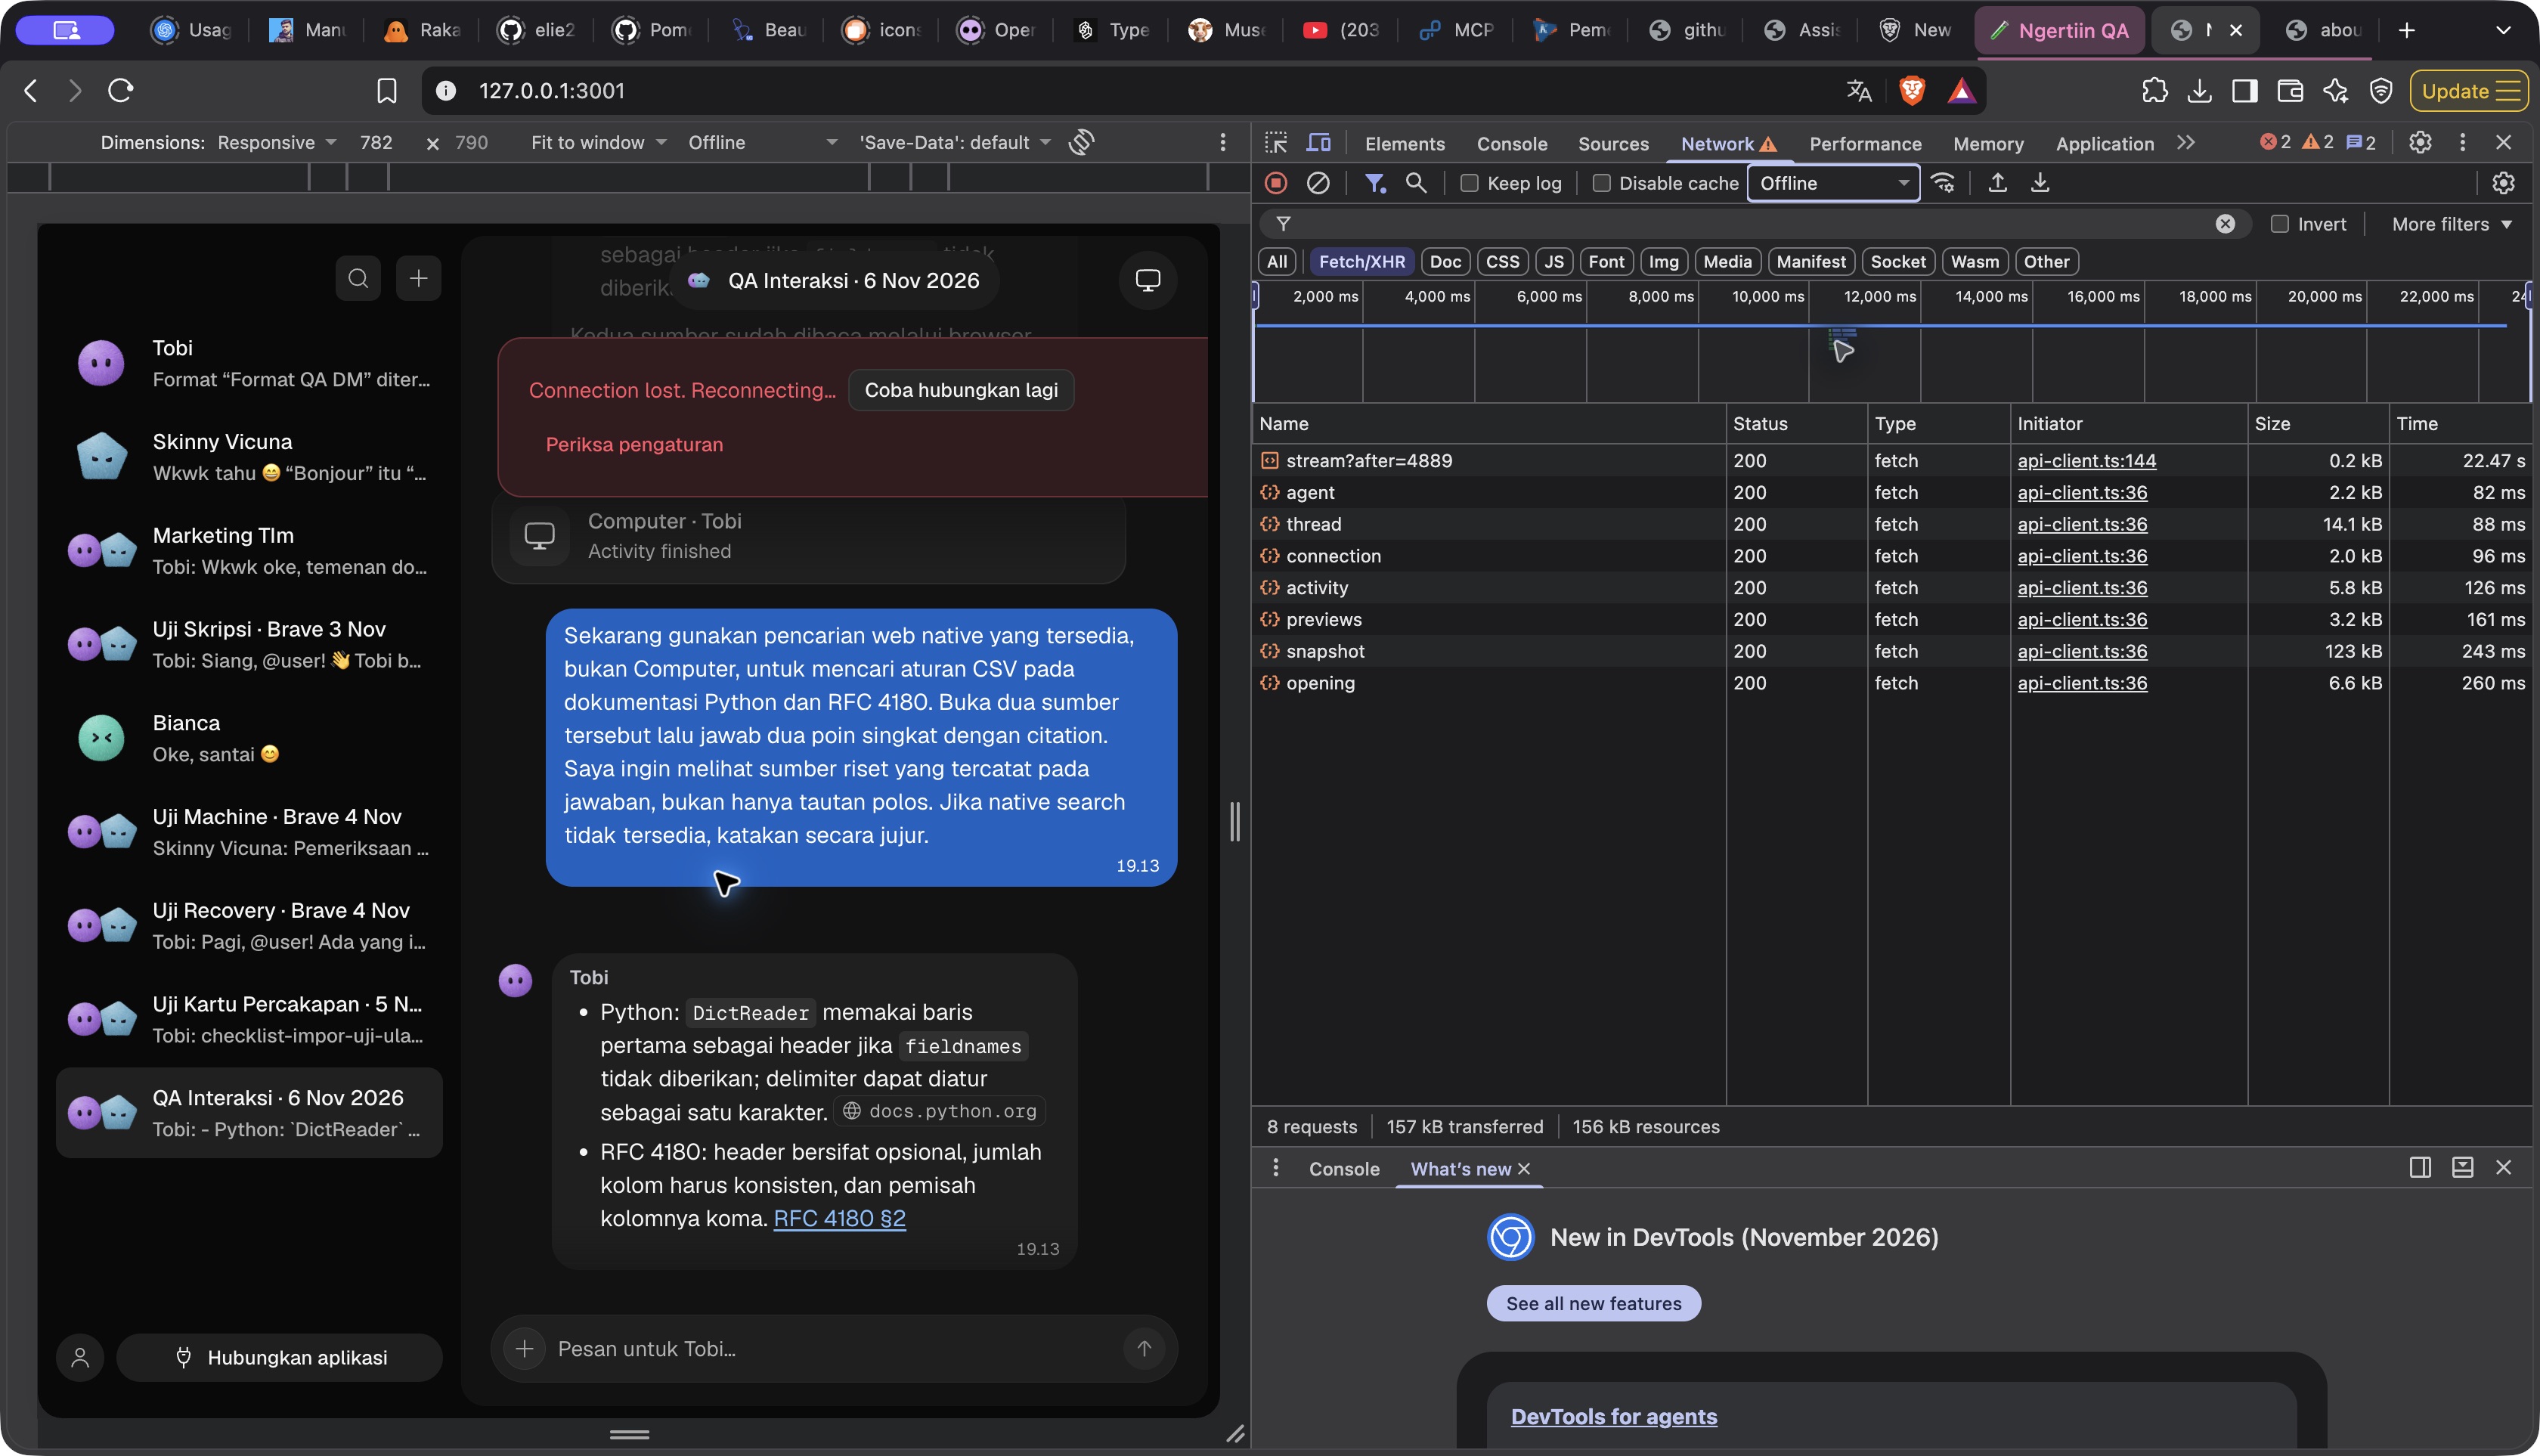 Usag
Manu
Raka
elie2
Pome
Beau
icons
Oper
Type
Muse
(203
MCP
Peme
githu
Assis
New
Ngertiin QA
abou
127.0.0.1:3001
Update
Dimensions: Responsive 782 × 790 Fit to window Offline 'Save-Data': default
Elements Console Sources Network Performance Memory Application 2 2 2
Keep log Disable cache Offline
Invert More filters
All Fetch/XHR Doc CSS JS Font Img Media Manifest Socket Wasm Other
2,000 ms 4,000 ms 6,000 ms 8,000 ms 10,000 ms 12,000 ms 14,000 ms 16,000 ms 18,000 ms 20,000 ms 22,000 ms 24
Name Status Type Initiator Size Time
stream?after=4889 200 fetch api-client.ts:144 0.2 kB 22.47 s
agent 200 fetch api-client.ts:36 2.2 kB 82 ms
thread 200 fetch api-client.ts:36 14.1 kB 88 ms
connection 200 fetch api-client.ts:36 2.0 kB 96 ms
activity 200 fetch api-client.ts:36 5.8 kB 126 ms
previews 200 fetch api-client.ts:36 3.2 kB 161 ms
snapshot 200 fetch api-client.ts:36 123 kB 243 ms
opening 200 fetch api-client.ts:36 6.6 kB 260 ms
8 requests 157 kB transferred 156 kB resources
Console What's new
New in DevTools (November 2026)
See all new features
DevTools for agents
Tobi
Format “Format QA DM” diter...
Skinny Vicuna
Wkwk tahu 😄 “Bonjour” itu “...
Marketing TIm
Tobi: Wkwk oke, temenan do...
Uji Skripsi · Brave 3 Nov
Tobi: Siang, @user! 👋 Tobi b...
Bianca
Oke, santai 😊
Uji Machine · Brave 4 Nov
Skinny Vicuna: Pemeriksaan ...
Uji Recovery · Brave 4 Nov
Tobi: Pagi, @user! Ada yang i...
Uji Kartu Percakapan · 5 N...
Tobi: checklist-impor-uji-ula...
QA Interaksi · 6 Nov 2026
Tobi: - Python: `DictReader` ...
Hubungkan aplikasi
sebagai header jika tidak
QA Interaksi · 6 Nov 2026
Kedua sumber sudah dibaca melalui browser
Connection lost. Reconnecting...
Coba hubungkan lagi
Periksa pengaturan
Computer · Tobi
Activity finished
Sekarang gunakan pencarian web native yang tersedia,
bukan Computer, untuk mencari aturan CSV pada
dokumentasi Python dan RFC 4180. Buka dua sumber
tersebut lalu jawab dua poin singkat dengan citation.
Saya ingin melihat sumber riset yang tercatat pada
jawaban, bukan hanya tautan polos. Jika native search
tidak tersedia, katakan secara jujur.
19.13
Tobi
• Python: DictReader memakai baris
pertama sebagai header jika fieldnames
tidak diberikan; delimiter dapat diatur
sebagai satu karakter. docs.python.org
• RFC 4180: header bersifat opsional, jumlah
kolom harus konsisten, dan pemisah
kolomnya koma. RFC 4180 §2
19.13
Pesan untuk Tobi...